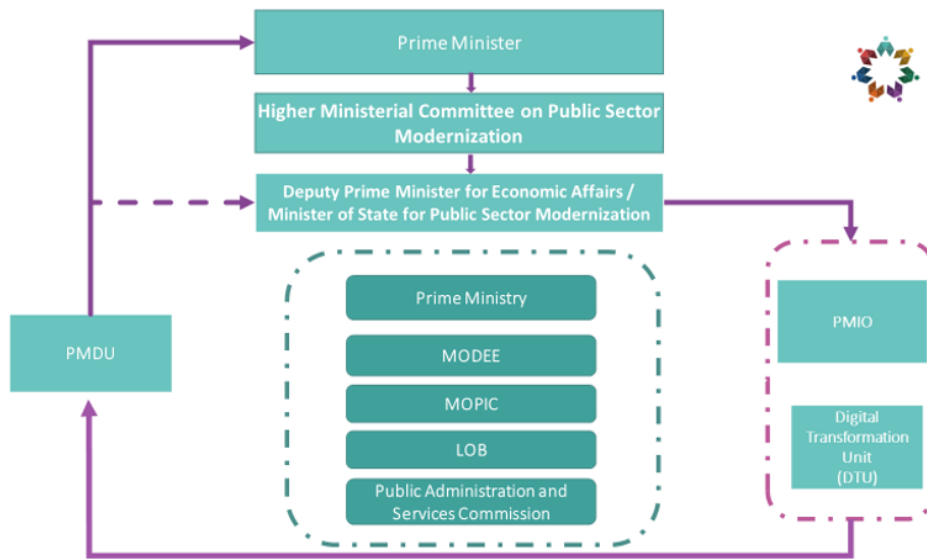 Prime Minister
Higher Ministerial Committee on Public Sector
Modernization
Deputy Prime Minister for Economic Affairs /
Minister of State for Public Sector Modernization
Prime Ministry
MODEE
MOPIC
LOB
Public Administration and
Services Commission
PMDU
PMIO
Digital
Transformation
Unit
(DTU)